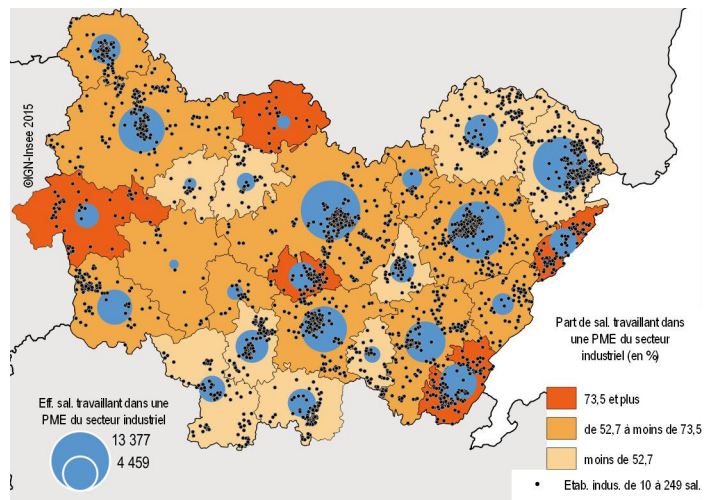 ©IGN-Insee 2015
Eff. sal. travaillant dans une
PME du secteur industriel
13 377
4 459
Part de sal. travaillant dans
une PME du secteur
industriel (en %)
73,5 et plus
de 52,7 à moins de 73,5
moins de 52,7
Etab. indus. de 10 à 249 sal.